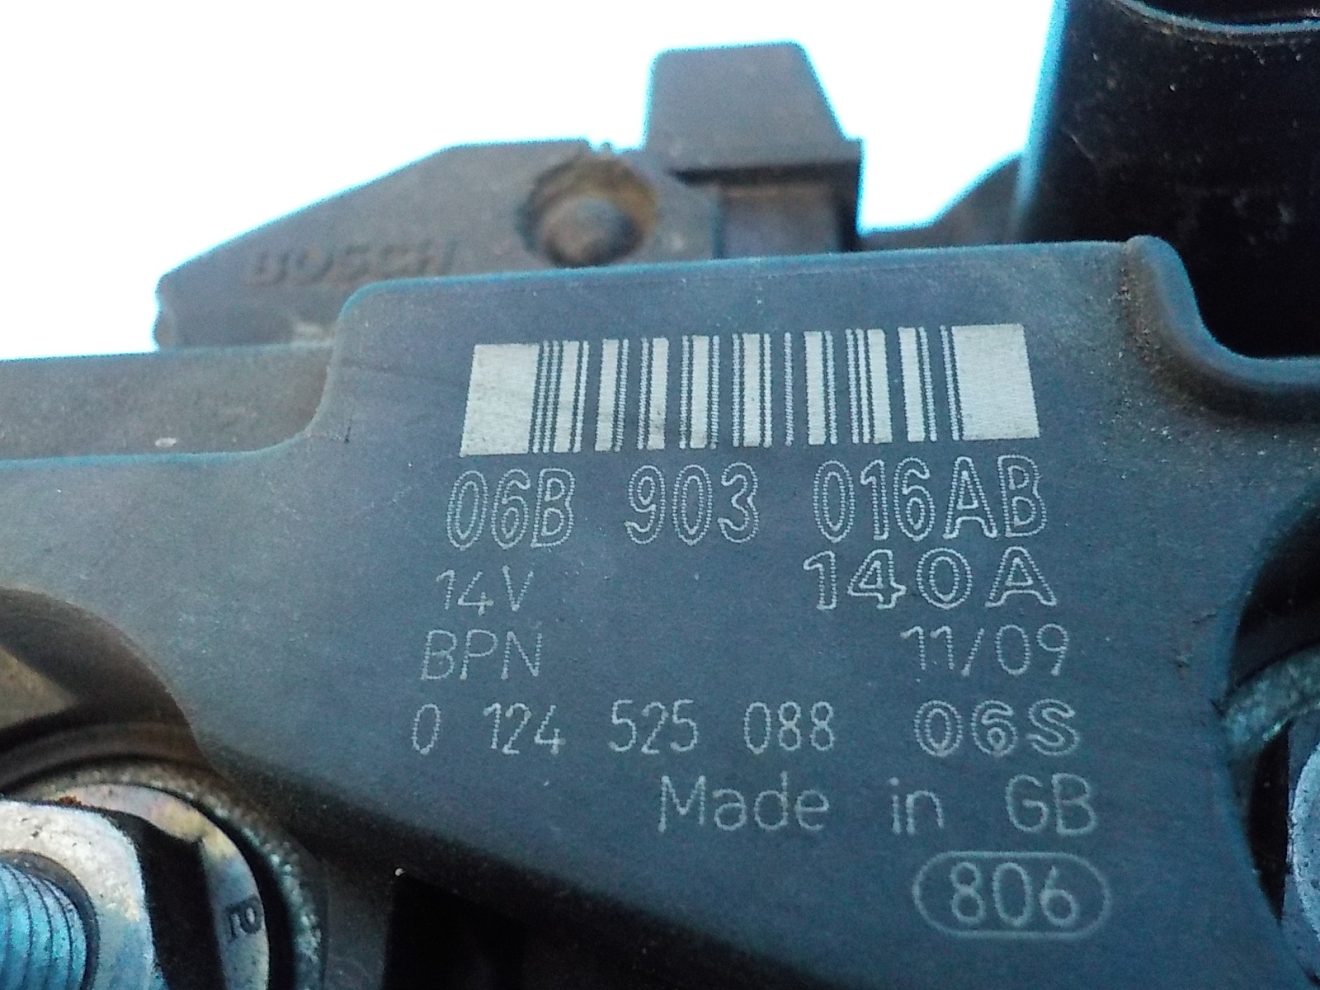 BOSCH
06B 903 016AB
14V 140A
BPN 11/09
0 124 525 088 06S
Made in GB
806